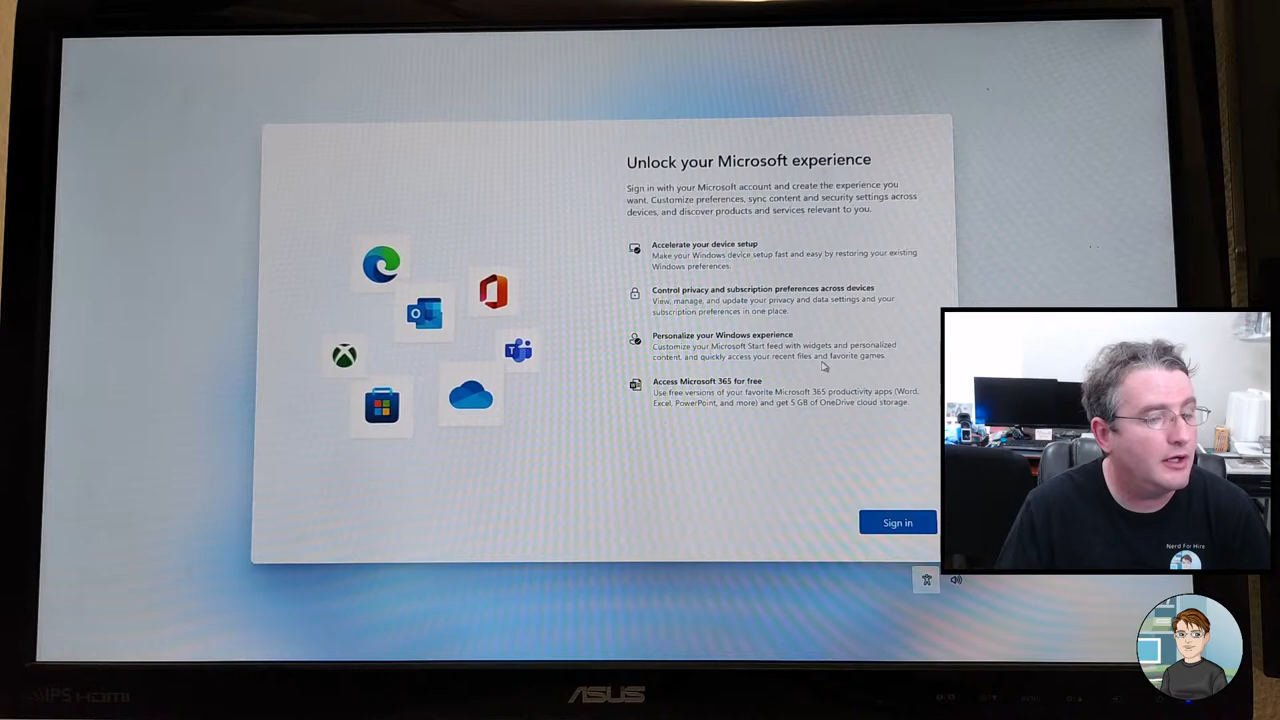 Unlock your Microsoft experience
Sign in with your Microsoft account and create the experience you
want. Customize preferences, sync content and security settings across
devices, and discover products and services relevant to you.
Accelerate your device setup
Make your Windows device setup fast and easy by restoring your existing
Windows preferences.
Control privacy and subscription preferences across devices
View, manage, and update your privacy and data settings and your
subscription preferences in one place.
Personalize your Windows experience
Customize your Microsoft Start feed with widgets and personalized
content, and quickly access your recent files and favorite games.
Access Microsoft 365 for free
Use free versions of your favorite Microsoft 365 productivity apps (Word,
Excel, PowerPoint, and more) and get 5 GB of OneDrive cloud storage.
Sign in
Nerd For Hire
IPS HDMI
ASUS